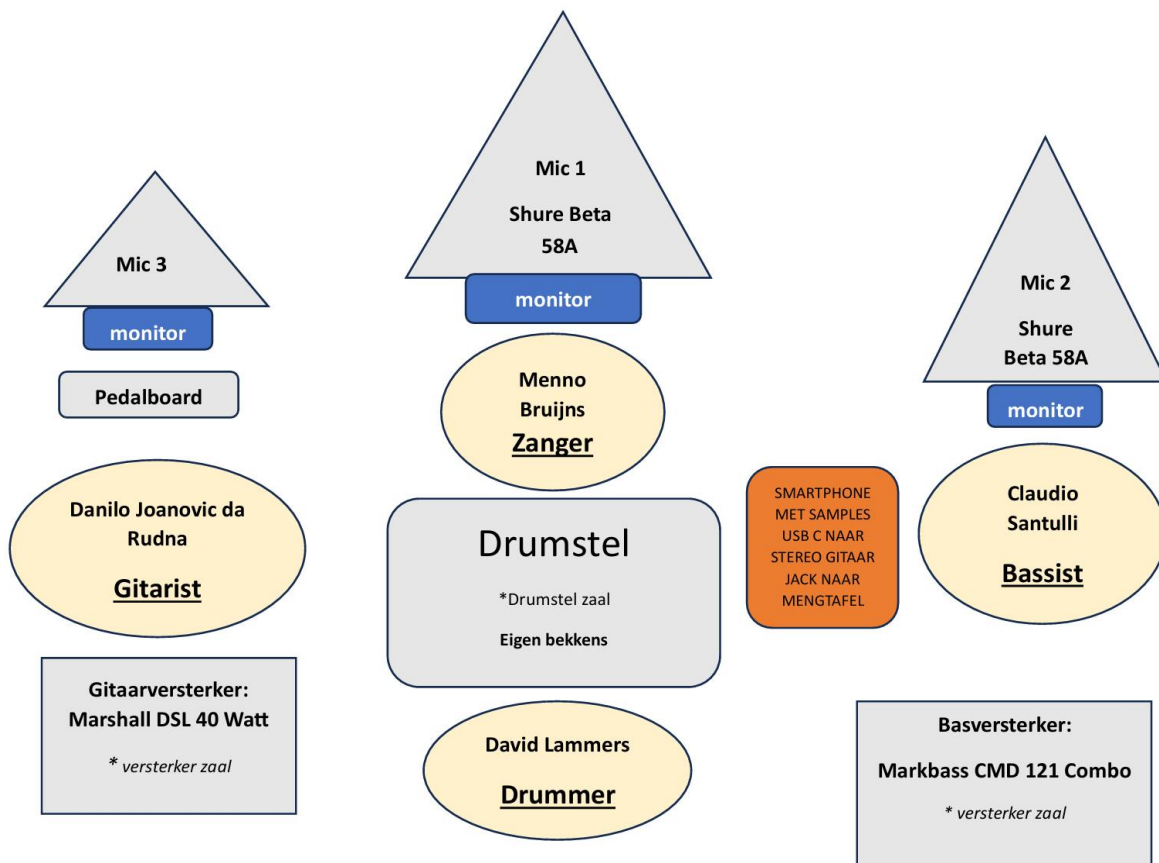 Mic 1
Shure Beta
58A
monitor
Mic 3
monitor
Pedalboard
Mic 2
Shure
Beta 58A
monitor
Menno
Bruijns
Zanger
Danilo Joanovic da
Rudna
Gitarist
Drumstel
*Drumstel zaal
Eigen bekkens
SMARTPHONE
MET SAMPLES
USB C NAAR
STEREO GITAAR
JACK NAAR
MENGTAFEL
Claudio
Santulli
Bassist
Gitaarversterker:
Marshall DSL 40 Watt
* versterker zaal
David Lammers
Drummer
Basversterker:
Markbass CMD 121 Combo
* versterker zaal